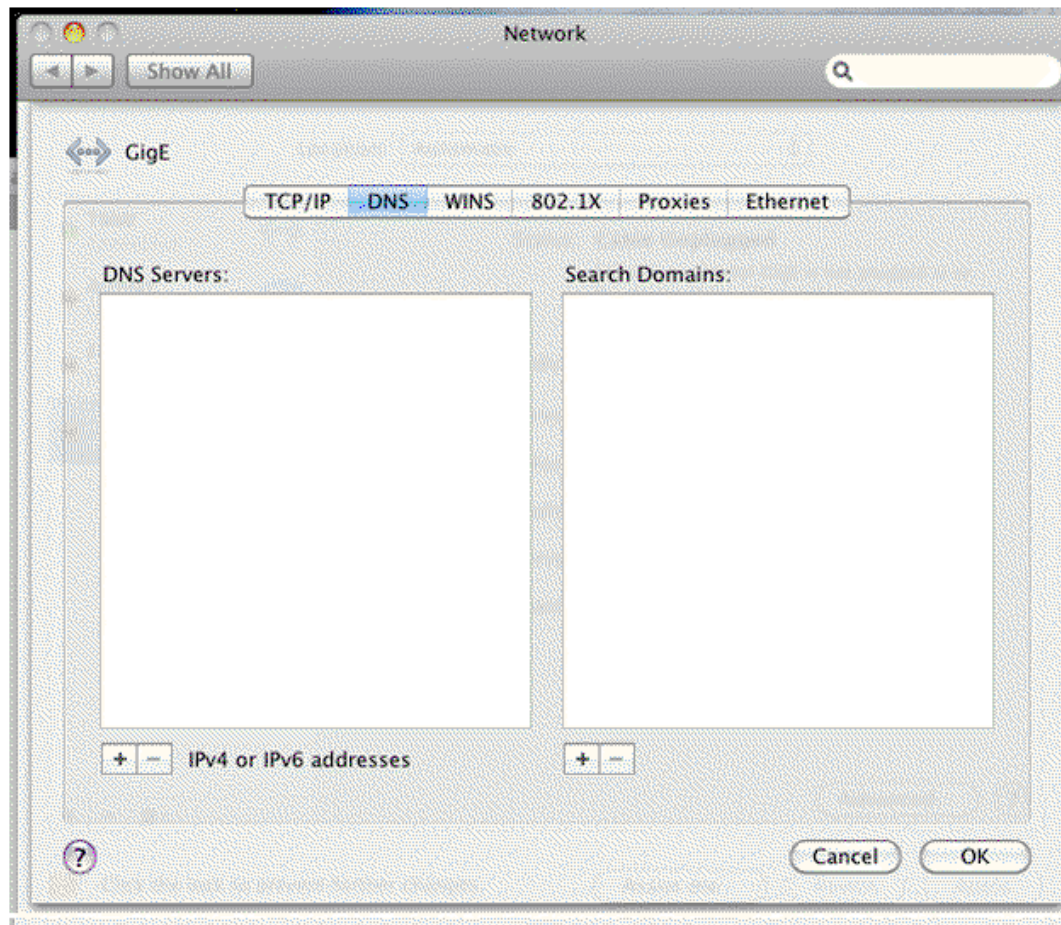 Network
Show All
GigE
TCP/IP DNS WINS 802.1X Proxies Ethernet
DNS Servers:
Search Domains:
+ − IPv4 or IPv6 addresses
+ −
? Cancel OK